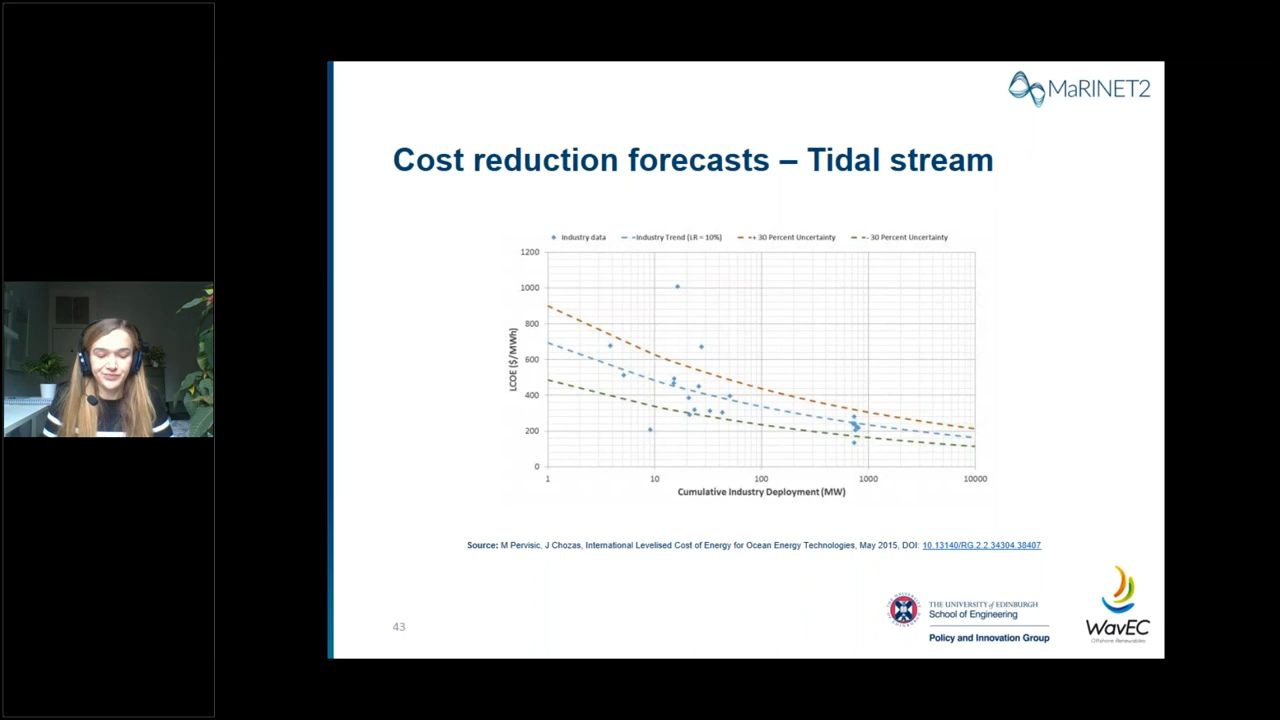 MaRINET2
Cost reduction forecasts – Tidal stream
Industry data
Industry Trend (LR = 10%)
+ 30 Percent Uncertainty
- 30 Percent Uncertainty
1200
1000
800
600
400
200
0
LCOE ($/MWh)
1
10
100
1000
10000
Cumulative Industry Deployment (MW)
Source: M Pervisic, J Chozas, International Levelised Cost of Energy for Ocean Energy Technologies, May 2015, DOI: 10.13140/RG.2.2.34304.38407
43
THE UNIVERSITY of EDINBURGH
School of Engineering
Policy and Innovation Group
WavEC
Offshore Renewables